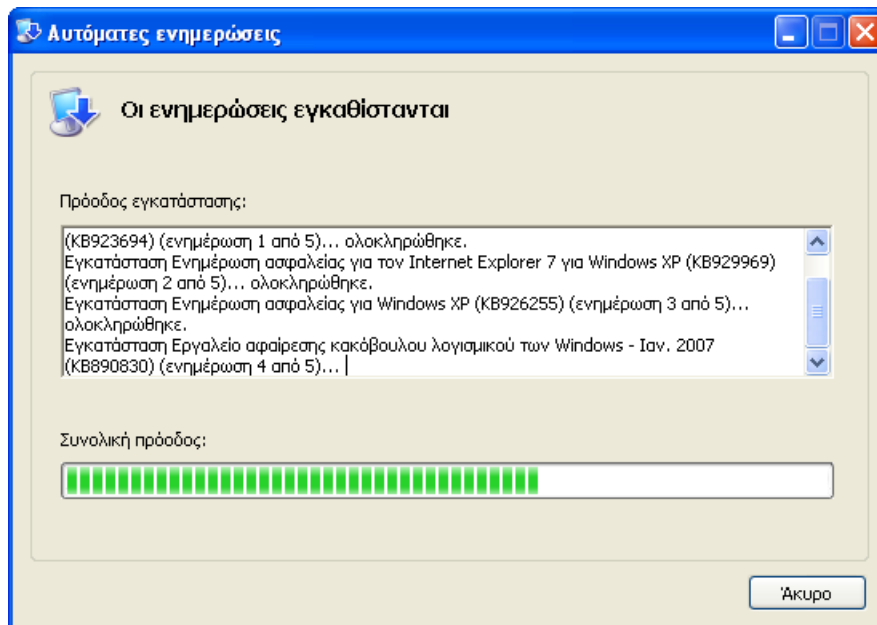 Αυτόματες ενημερώσεις
Οι ενημερώσεις εγκαθίστανται
Πρόοδος εγκατάστασης:
(KB923694) (ενημέρωση 1 από 5)... ολοκληρώθηκε.
Εγκατάσταση Ενημέρωση ασφαλείας για τον Internet Explorer 7 για Windows XP (KB929969)
(ενημέρωση 2 από 5)... ολοκληρώθηκε.
Εγκατάσταση Ενημέρωση ασφαλείας για Windows XP (KB926255) (ενημέρωση 3 από 5)...
ολοκληρώθηκε.
Εγκατάσταση Εργαλείο αφαίρεσης κακόβουλου λογισμικού των Windows - Ιαν. 2007
(KB890830) (ενημέρωση 4 από 5)...
Συνολική πρόοδος:
Άκυρο